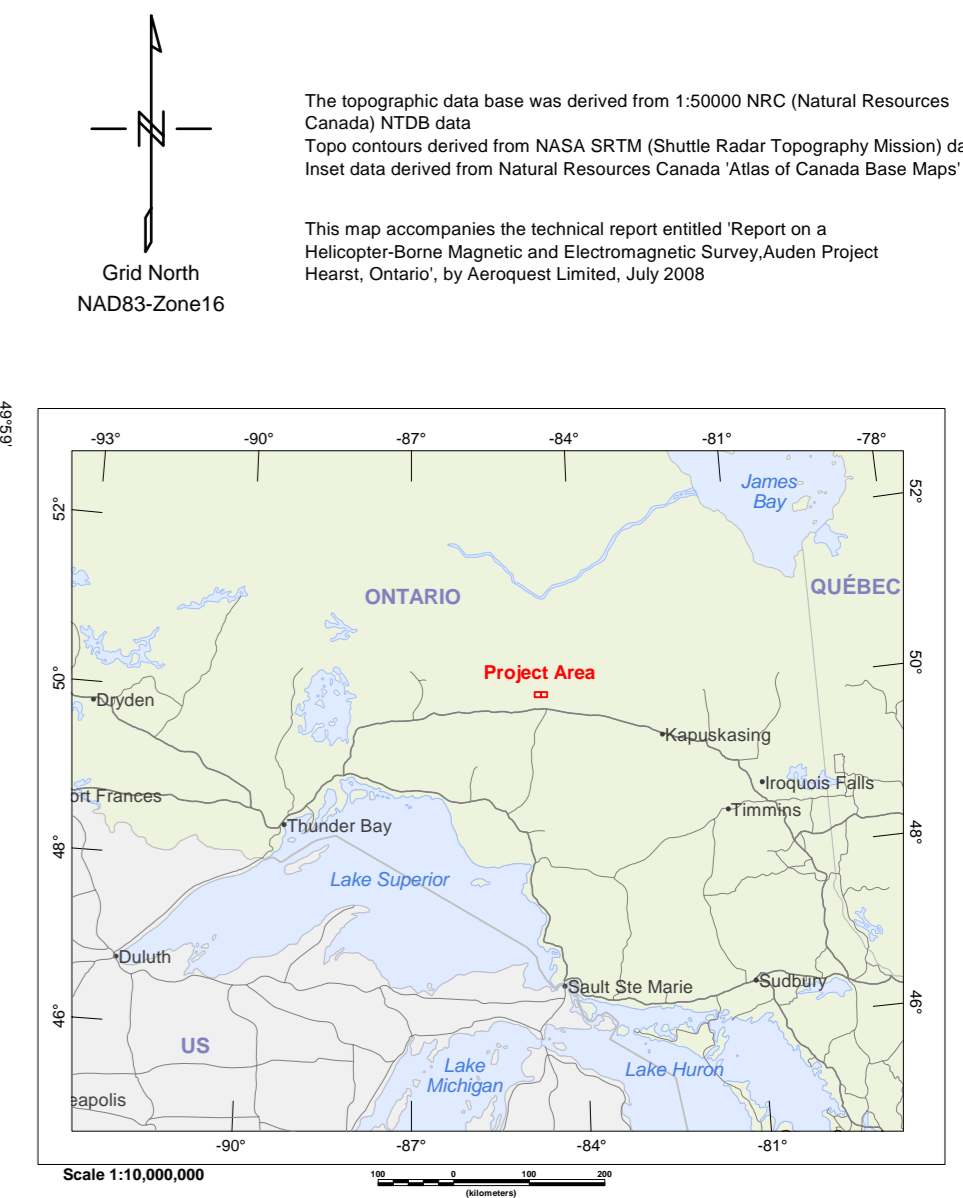 N
The topographic data base was derived from 1:50000 NRC (Natural Resources
Canada) NTDB data
Topo contours derived from NASA SRTM (Shuttle Radar Topography Mission) da
Inset data derived from Natural Resources Canada 'Atlas of Canada Base Maps'
This map accompanies the technical report entitled 'Report on a
Helicopter-Borne Magnetic and Electromagnetic Survey,Auden Project
Hearst, Ontario', by Aeroquest Limited, July 2008
Grid North
NAD83-Zone16
49°59'
-93° -90° -87° -84° -81° -78°
52° 52°
James
Bay
ONTARIO
QUÉBEC
50° 50°
Project Area
Dryden
Kapuskasing
Iroquois Falls
ort Frances
Timmins
Thunder Bay
48° 48°
Lake Superior
Duluth
Sault Ste Marie
Sudbury
46° 46°
US
Lake
Michigan
Lake Huron
eapolis
-90° -87° -84° -81°
Scale 1:10,000,000
100 0 100 200
(kilometers)